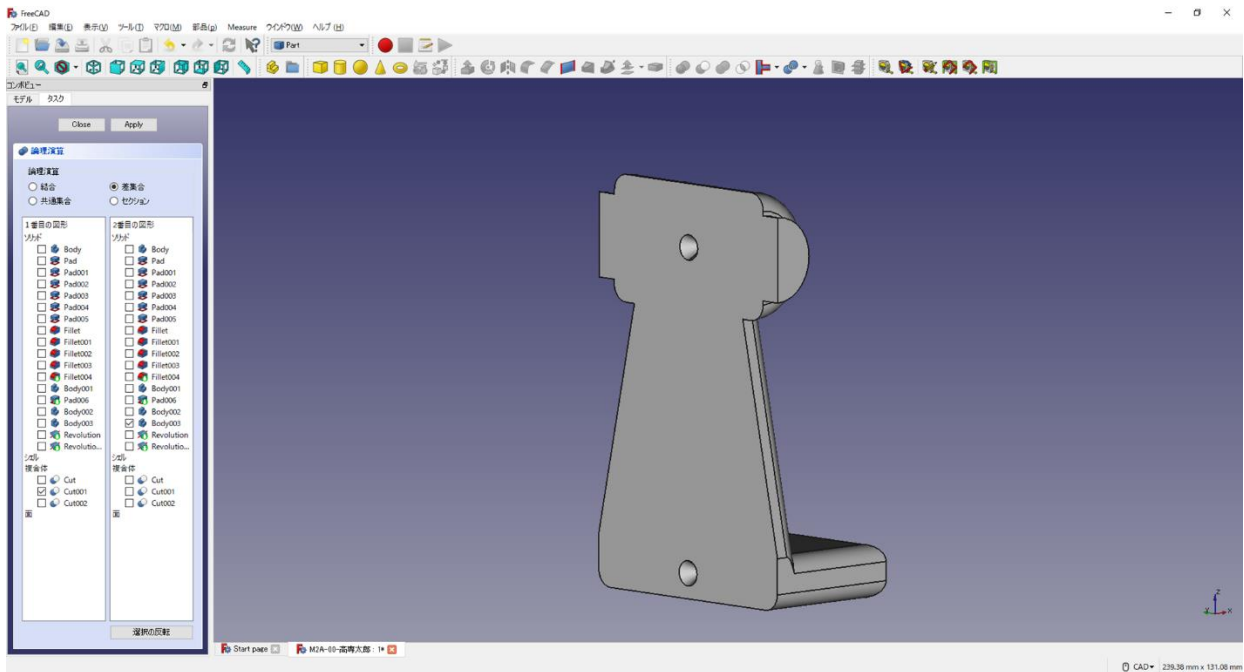 FreeCAD
ファイル(F) 編集(E) 表示(V) ツール(T) マクロ(M) 部品(p) Measure ウインドウ(W) ヘルプ(H)
Part
コンボビュー
モデル タスク
Close Apply
論理演算
論理演算
結合 差集合
共通集合 セクション
1番目の図形 2番目の図形
ソリッド ソリッド
Body Body
Pad Pad
Pad001 Pad001
Pad002 Pad002
Pad003 Pad003
Pad004 Pad004
Pad005 Pad005
Fillet Fillet
Fillet001 Fillet001
Fillet002 Fillet002
Fillet003 Fillet003
Fillet004 Fillet004
Body001 Body001
Pad006 Pad006
Body002 Body002
Body003 Body003
Revolution Revolution
Revolutio... Revolutio...
シェル シェル
複合体 複合体
Cut Cut
Cut001 Cut001
Cut002 Cut002
面 面
選択の反転
Start page M2A-00-高専太郎 : 1*
Z
Y X
CAD 239.38 mm x 131.08 mm